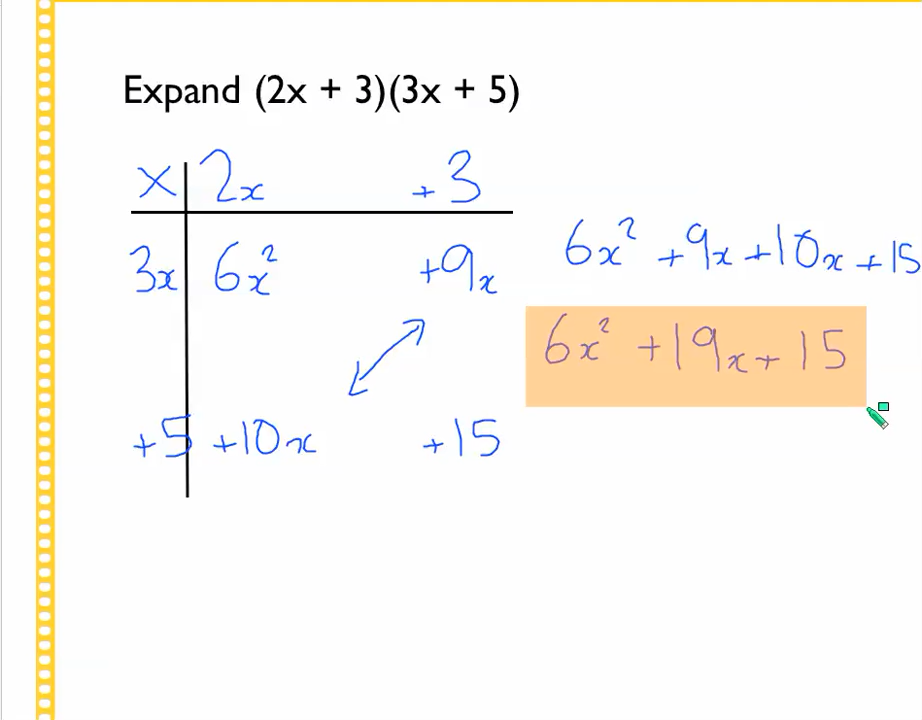 Expand (2x + 3)(3x + 5)
× 2x +3
3x 6x² +9x
+5 +10x +15
6x² +9x+10x+15
6x² +19x+15